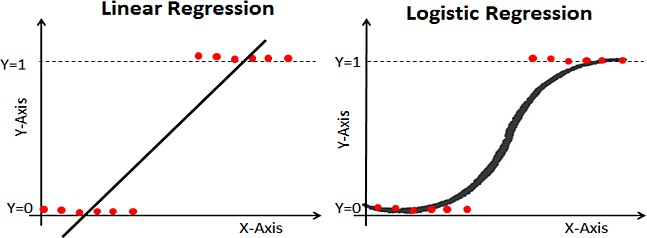 Linear Regression
Y=1
Y-Axis
Y=0
X-Axis
Logistic Regression
Y=1
Y-Axis
Y=0
X-Axis